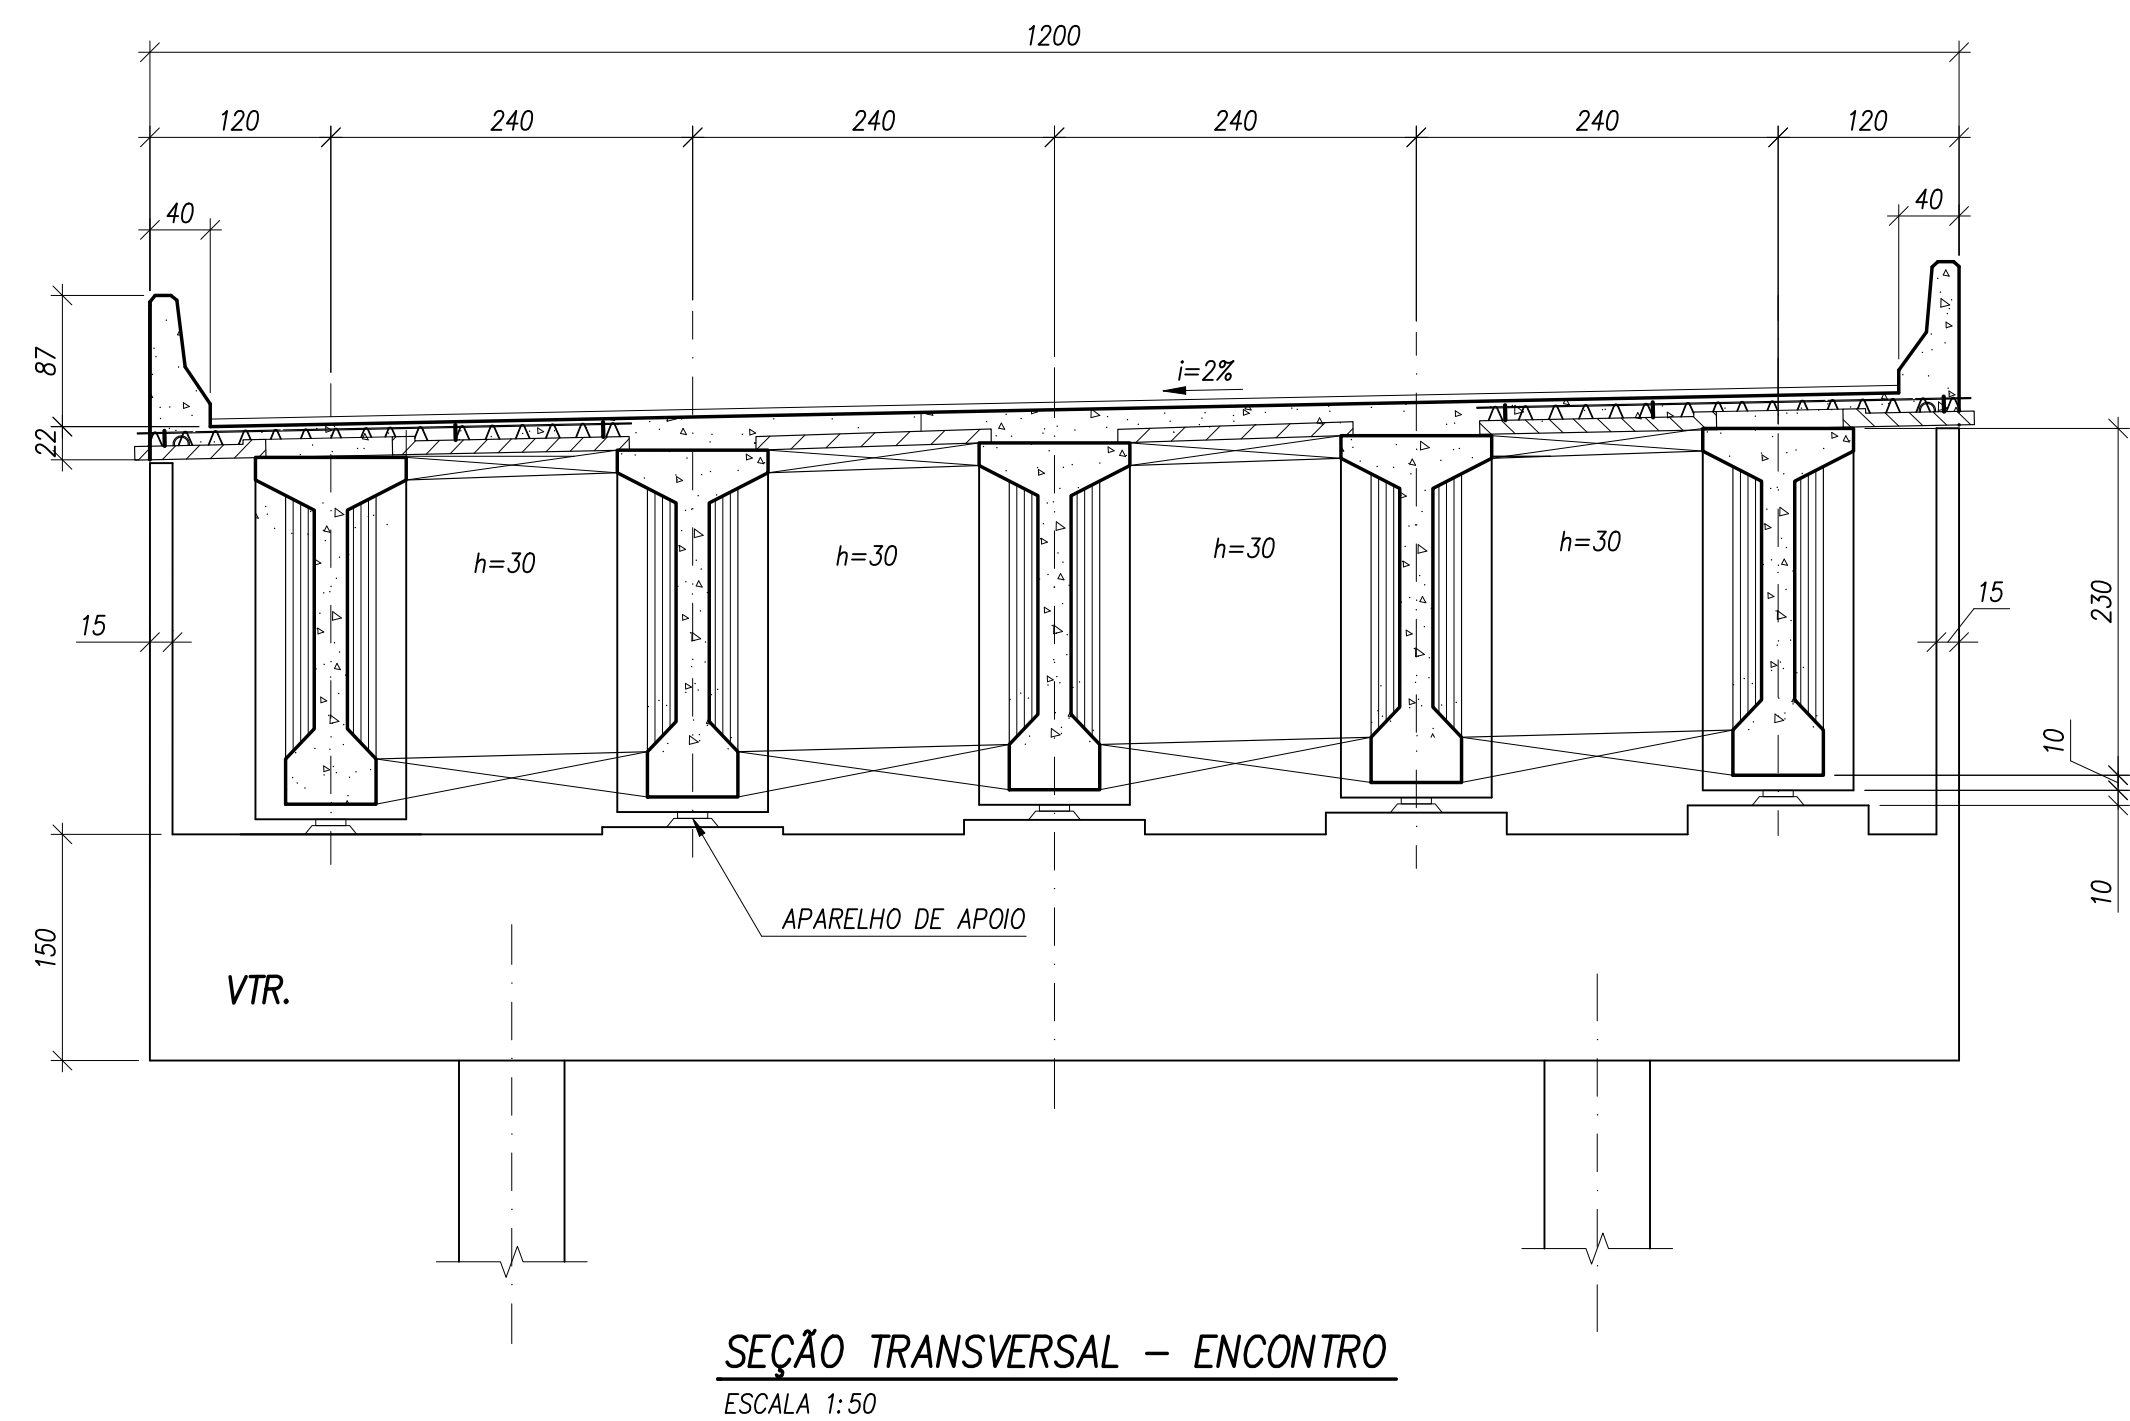 1200
120 240 240 240 240 120
40 40
i=2%
87
22
h=30 h=30 h=30 h=30
15 15
230
10
10
APARELHO DE APOIO
150
VTR.
SEÇÃO TRANSVERSAL – ENCONTRO
ESCALA 1:50